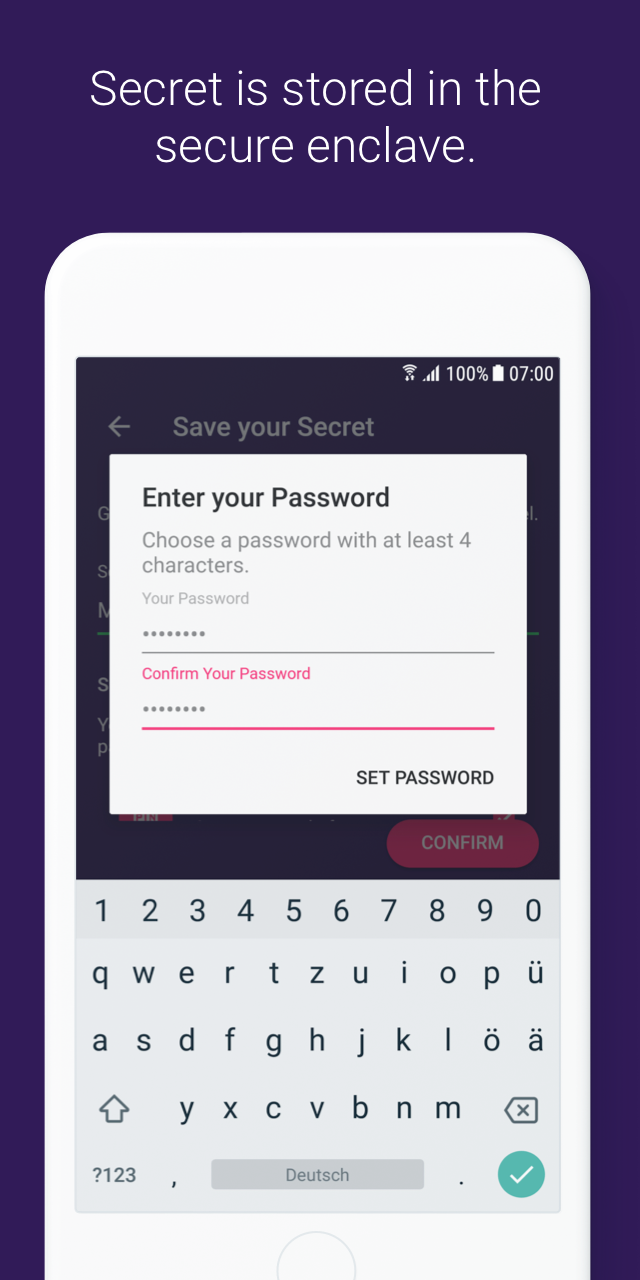 Secret is stored in the
secure enclave.
100% 07:00
Save your Secret
Enter your Password
Choose a password with at least 4
characters.
Your Password
••••••••
Confirm Your Password
••••••••
SET PASSWORD
CONFIRM
1 2 3 4 5 6 7 8 9 0
q w e r t z u i o p ü
a s d f g h j k l ö ä
y x c v b n m
?123 , Deutsch .